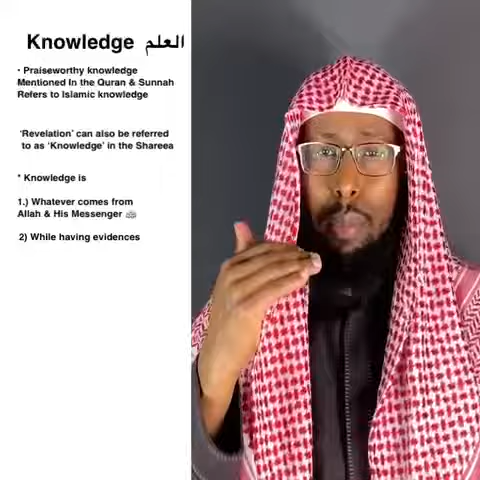 Knowledge العلم
· Praiseworthy knowledge
Mentioned In the Quran & Sunnah
Refers to Islamic knowledge
‘Revelation’ can also be referred
to as ‘Knowledge’ in the Shareea
* Knowledge is
1.) Whatever comes from
Allah & His Messenger ﷺ
2) While having evidences